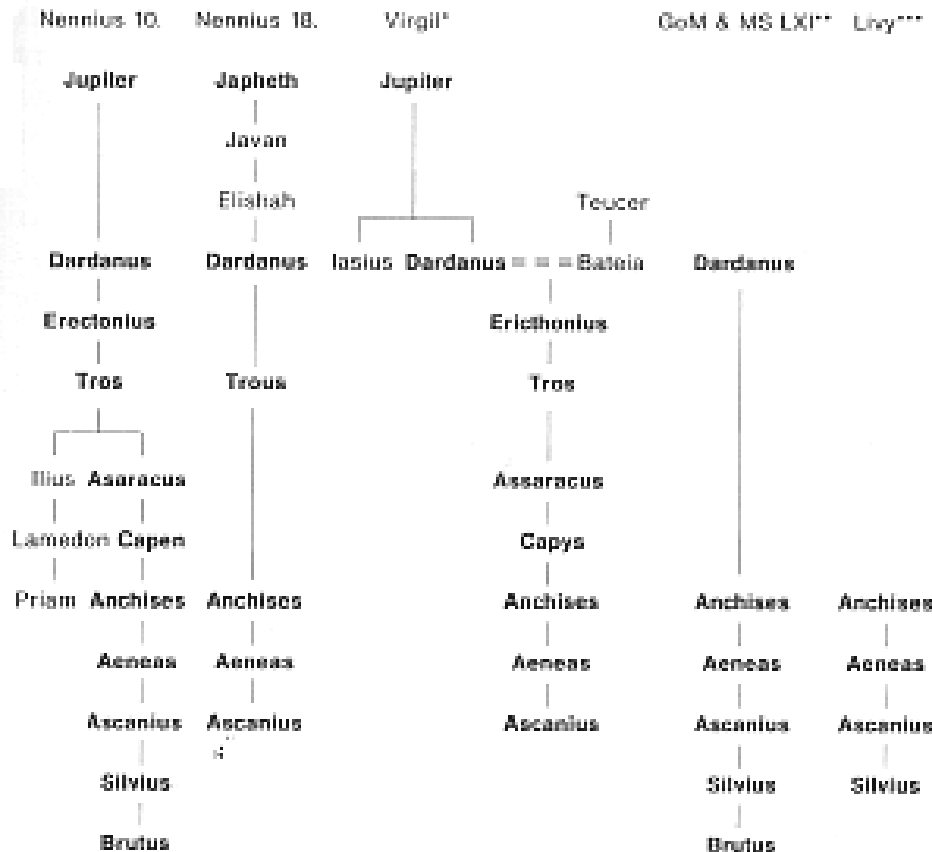 Nennius 10. Nennius 18. Virgil* GoM & MS LXI** Livy***
Jupiter Japheth Jupiter
Javan
Elishah Teucer
Dardanus Dardanus Iasius Dardanus = = = Bateia Dardanus
Erectonius Ericthonius
Tros Trous Tros
Ilius Asaracus Assaracus
Lamedon Capen Capys
Priam Anchises Anchises Anchises Anchises Anchises
Aeneas Aeneas Aeneas Aeneas Aeneas
Ascanius Ascanius Ascanius Ascanius Ascanius
Silvius Silvius Silvius
Brutus Brutus